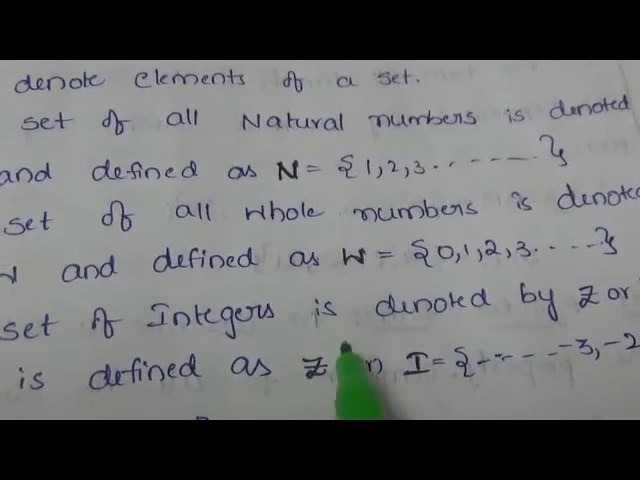 denote elements of a set.
set of all Natural numbers is denoted
and defined as N = {1,2,3.......}
set of all whole numbers is denoted
and defined as W = {0,1,2,3.....}
set of Integers is denoted by Z or
is defined as Z I = {------3,-2